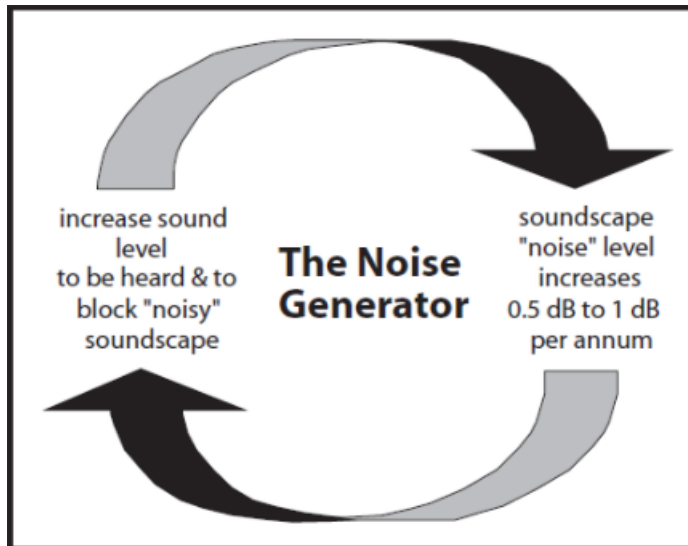 increase sound
level
to be heard & to
block "noisy"
soundscape
The Noise
Generator
soundscape
"noise" level
increases
0.5 dB to 1 dB
per annum